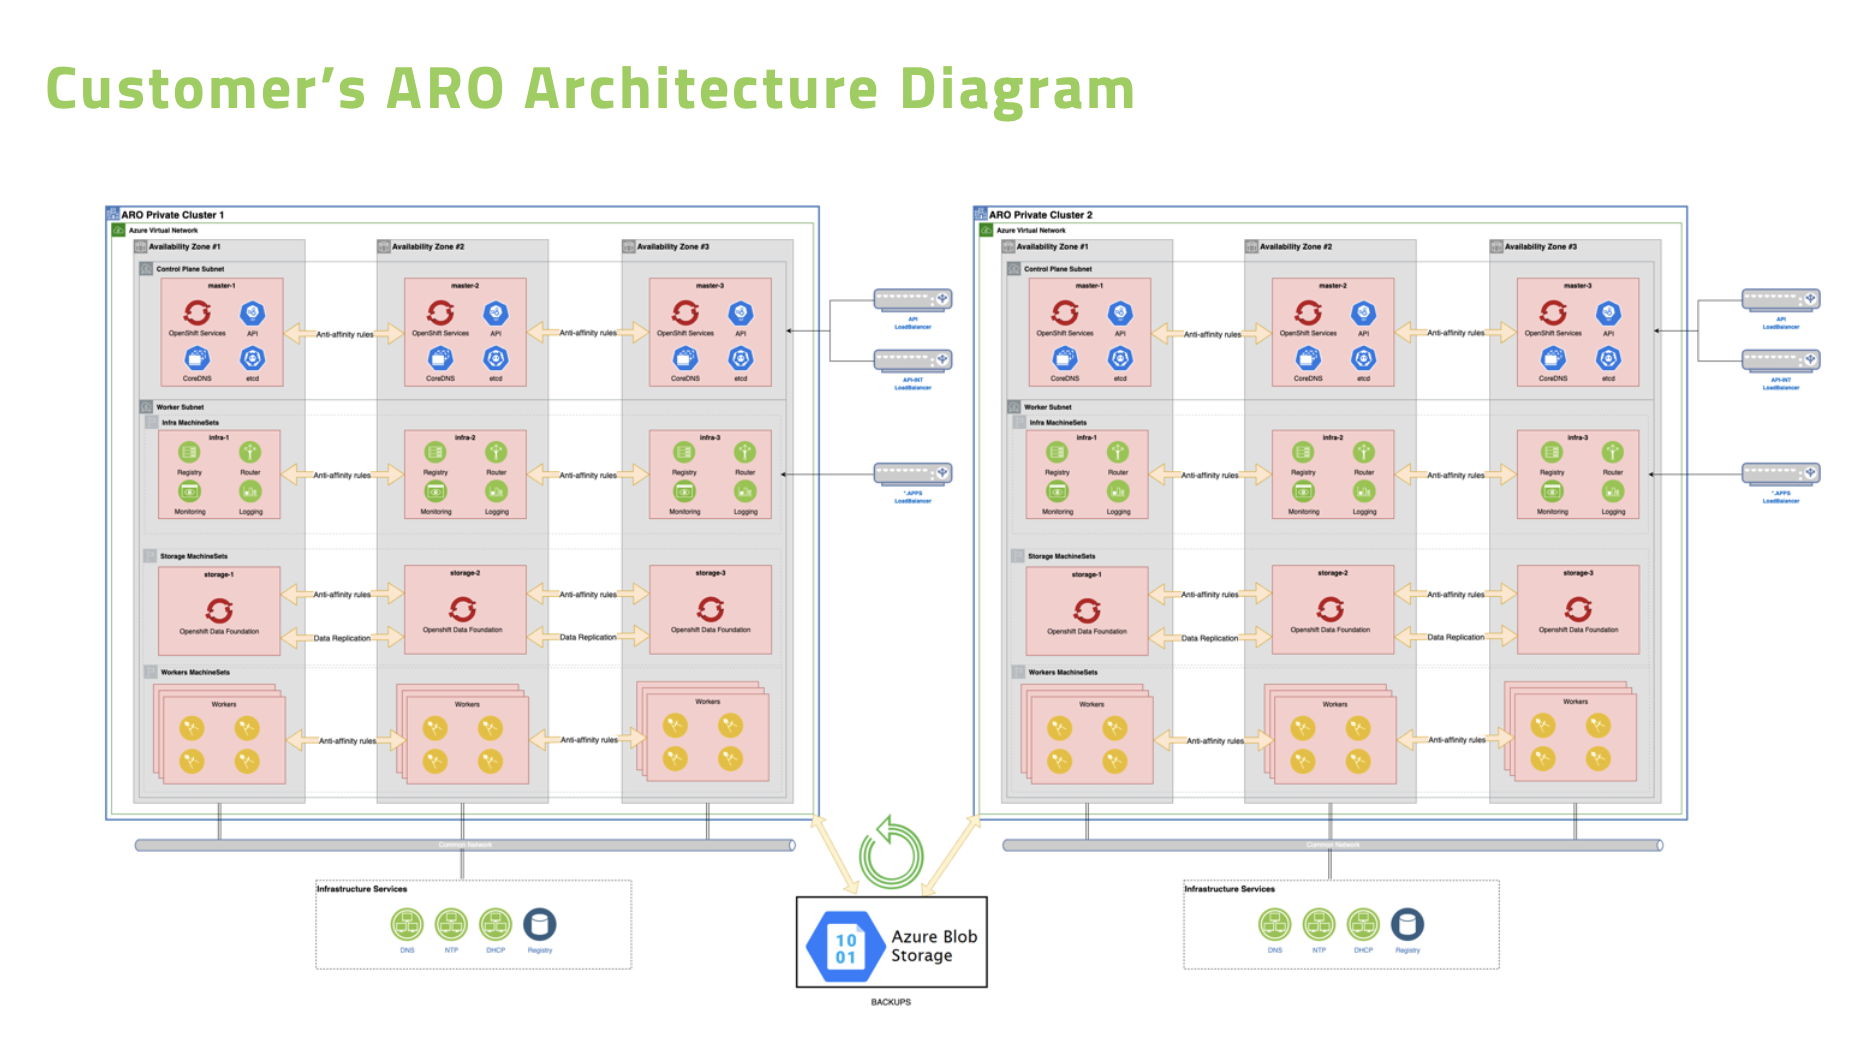 Customer's ARO Architecture Diagram
ARO Private Cluster 1
Azure Virtual Network
Availability Zone #1
Availability Zone #2
Availability Zone #3
Control Plane Subnet
master-1
OpenShift Services
API
CoreDNS
etcd
Anti-affinity rules
master-2
OpenShift Services
API
CoreDNS
etcd
Anti-affinity rules
master-3
OpenShift Services
API
CoreDNS
etcd
API
LoadBalancer
API-INT
LoadBalancer
Worker Subnet
Infra MachineSets
infra-1
Registry
Router
Monitoring
Logging
Anti-affinity rules
infra-2
Registry
Router
Monitoring
Logging
Anti-affinity rules
infra-3
Registry
Router
Monitoring
Logging
*.APPS
LoadBalancer
Storage MachineSets
storage-1
Openshift Data Foundation
Anti-affinity rules
Data Replication
storage-2
Openshift Data Foundation
Anti-affinity rules
Data Replication
storage-3
Openshift Data Foundation
Workers MachineSets
Workers
Anti-affinity rules
Workers
Anti-affinity rules
Workers
Common Network
Infrastructure Services
DNS
NTP
DHCP
Registry
ARO Private Cluster 2
Azure Virtual Network
Availability Zone #1
Availability Zone #2
Availability Zone #3
Control Plane Subnet
master-1
OpenShift Services
API
CoreDNS
etcd
Anti-affinity rules
master-2
OpenShift Services
API
CoreDNS
etcd
Anti-affinity rules
master-3
OpenShift Services
API
CoreDNS
etcd
API
LoadBalancer
API-INT
LoadBalancer
Worker Subnet
Infra MachineSets
infra-1
Registry
Router
Monitoring
Logging
Anti-affinity rules
infra-2
Registry
Router
Monitoring
Logging
Anti-affinity rules
infra-3
Registry
Router
Monitoring
Logging
*.APPS
LoadBalancer
Storage MachineSets
storage-1
Openshift Data Foundation
Anti-affinity rules
Data Replication
storage-2
Openshift Data Foundation
Anti-affinity rules
Data Replication
storage-3
Openshift Data Foundation
Workers MachineSets
Workers
Anti-affinity rules
Workers
Anti-affinity rules
Workers
Common Network
Infrastructure Services
DNS
NTP
DHCP
Registry
10
01
Azure Blob
Storage
BACKUPS